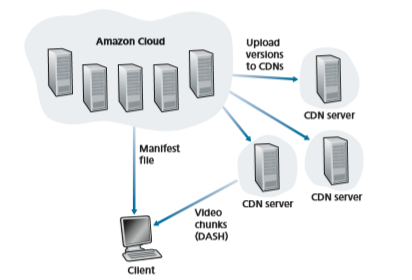 Amazon Cloud
Upload
versions
to CDNs
CDN server
Manifest
file
CDN server
CDN server
Video
chunks
(DASH)
Client